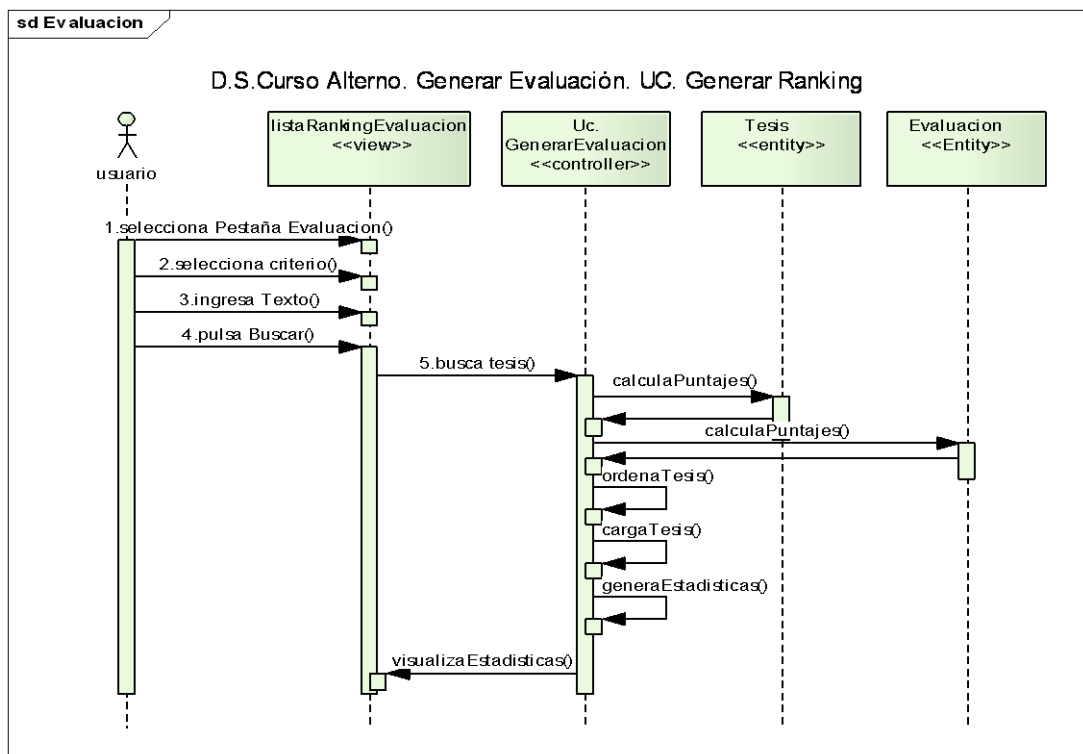 sd Evaluacion
D.S.Curso Alterno. Generar Evaluación. UC. Generar Ranking
usuario
listaRankingEvaluacion
<<view>>
Uc.
GenerarEvaluacion
<<controller>>
Tesis
<<entity>>
Evaluacion
<<Entity>>
1.selecciona Pestaña Evaluacion()
2.selecciona criterio()
3.ingresa Texto()
4.pulsa Buscar()
5.busca tesis()
calculaPuntajes()
calculaPuntajes()
ordenaTesis()
cargaTesis()
generaEstadisticas()
visualizaEstadisticas()